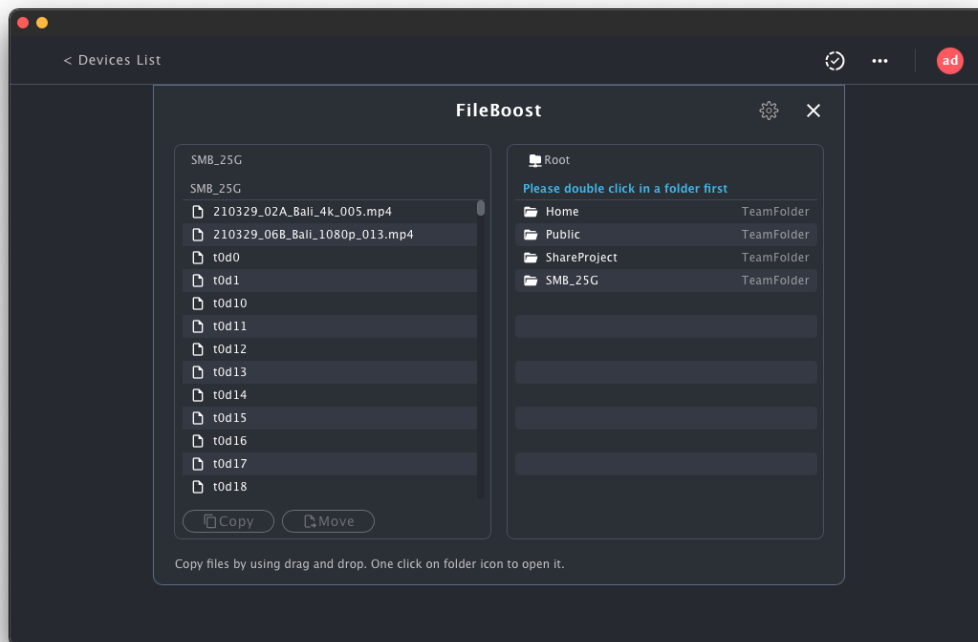 < Devices List
ad
FileBoost
SMB_25G
SMB_25G
210329_02A_Bali_4k_005.mp4
210329_06B_Bali_1080p_013.mp4
t0d0
t0d1
t0d10
t0d11
t0d12
t0d13
t0d14
t0d15
t0d16
t0d17
t0d18
Copy Move
Root
Please double click in a folder first
Home TeamFolder
Public TeamFolder
ShareProject TeamFolder
SMB_25G TeamFolder
Copy files by using drag and drop. One click on folder icon to open it.